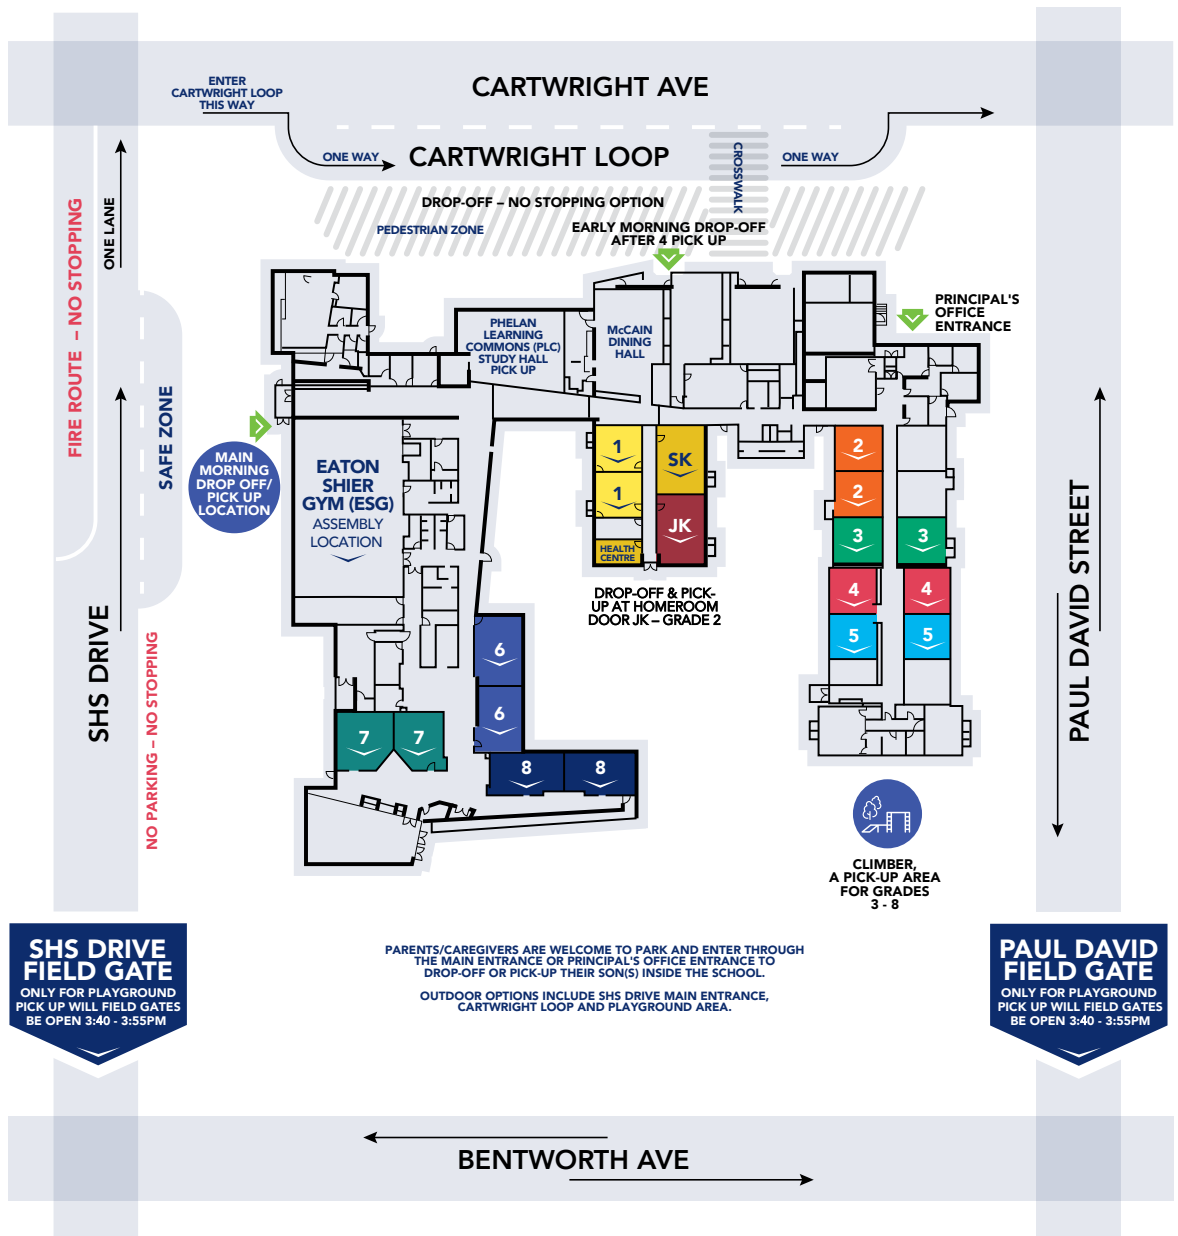 ENTER
CARTWRIGHT LOOP
THIS WAY
CARTWRIGHT AVE
ONE WAY
CARTWRIGHT LOOP
CROSSWALK
ONE WAY
DROP-OFF – NO STOPPING OPTION
PEDESTRIAN ZONE
EARLY MORNING DROP-OFF
AFTER 4 PICK UP
FIRE ROUTE – NO STOPPING
ONE LANE
SAFE ZONE
SHS DRIVE
NO PARKING – NO STOPPING
PRINCIPAL'S
OFFICE
ENTRANCE
PHELAN
LEARNING
COMMONS (PLC)
STUDY HALL
PICK UP
McCAIN
DINING
HALL
MAIN
MORNING
DROP OFF/
PICK UP
LOCATION
EATON
SHIER
GYM (ESG)
ASSEMBLY
LOCATION
1
1
SK
JK
HEALTH
CENTRE
DROP-OFF & PICK-
UP AT HOMEROOM
DOOR JK – GRADE 2
2
2
3
3
4
4
5
5
6
6
7
7
8
8
PAUL DAVID STREET
CLIMBER,
A PICK-UP AREA
FOR GRADES
3 - 8
SHS DRIVE
FIELD GATE
ONLY FOR PLAYGROUND
PICK UP WILL FIELD GATES
BE OPEN 3:40 - 3:55PM
PARENTS/CAREGIVERS ARE WELCOME TO PARK AND ENTER THROUGH
THE MAIN ENTRANCE OR PRINCIPAL'S OFFICE ENTRANCE TO
DROP-OFF OR PICK-UP THEIR SON(S) INSIDE THE SCHOOL.
OUTDOOR OPTIONS INCLUDE SHS DRIVE MAIN ENTRANCE,
CARTWRIGHT LOOP AND PLAYGROUND AREA.
PAUL DAVID
FIELD GATE
ONLY FOR PLAYGROUND
PICK UP WILL FIELD GATES
BE OPEN 3:40 - 3:55PM
BENTWORTH AVE